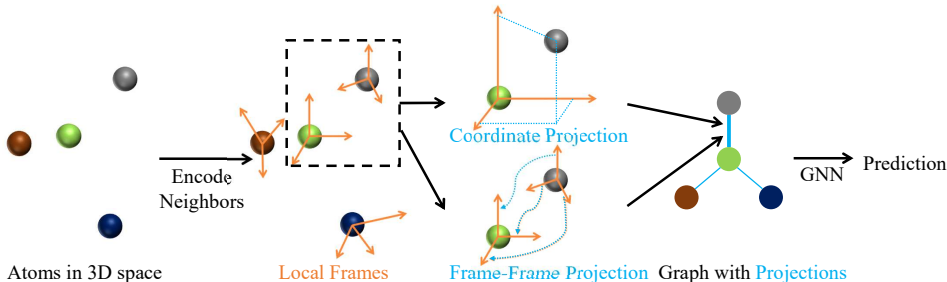 Coordinate Projection
Encode
Neighbors
GNN
Prediction
Atoms in 3D space
Local Frames
Frame-Frame Projection
Graph with Projections